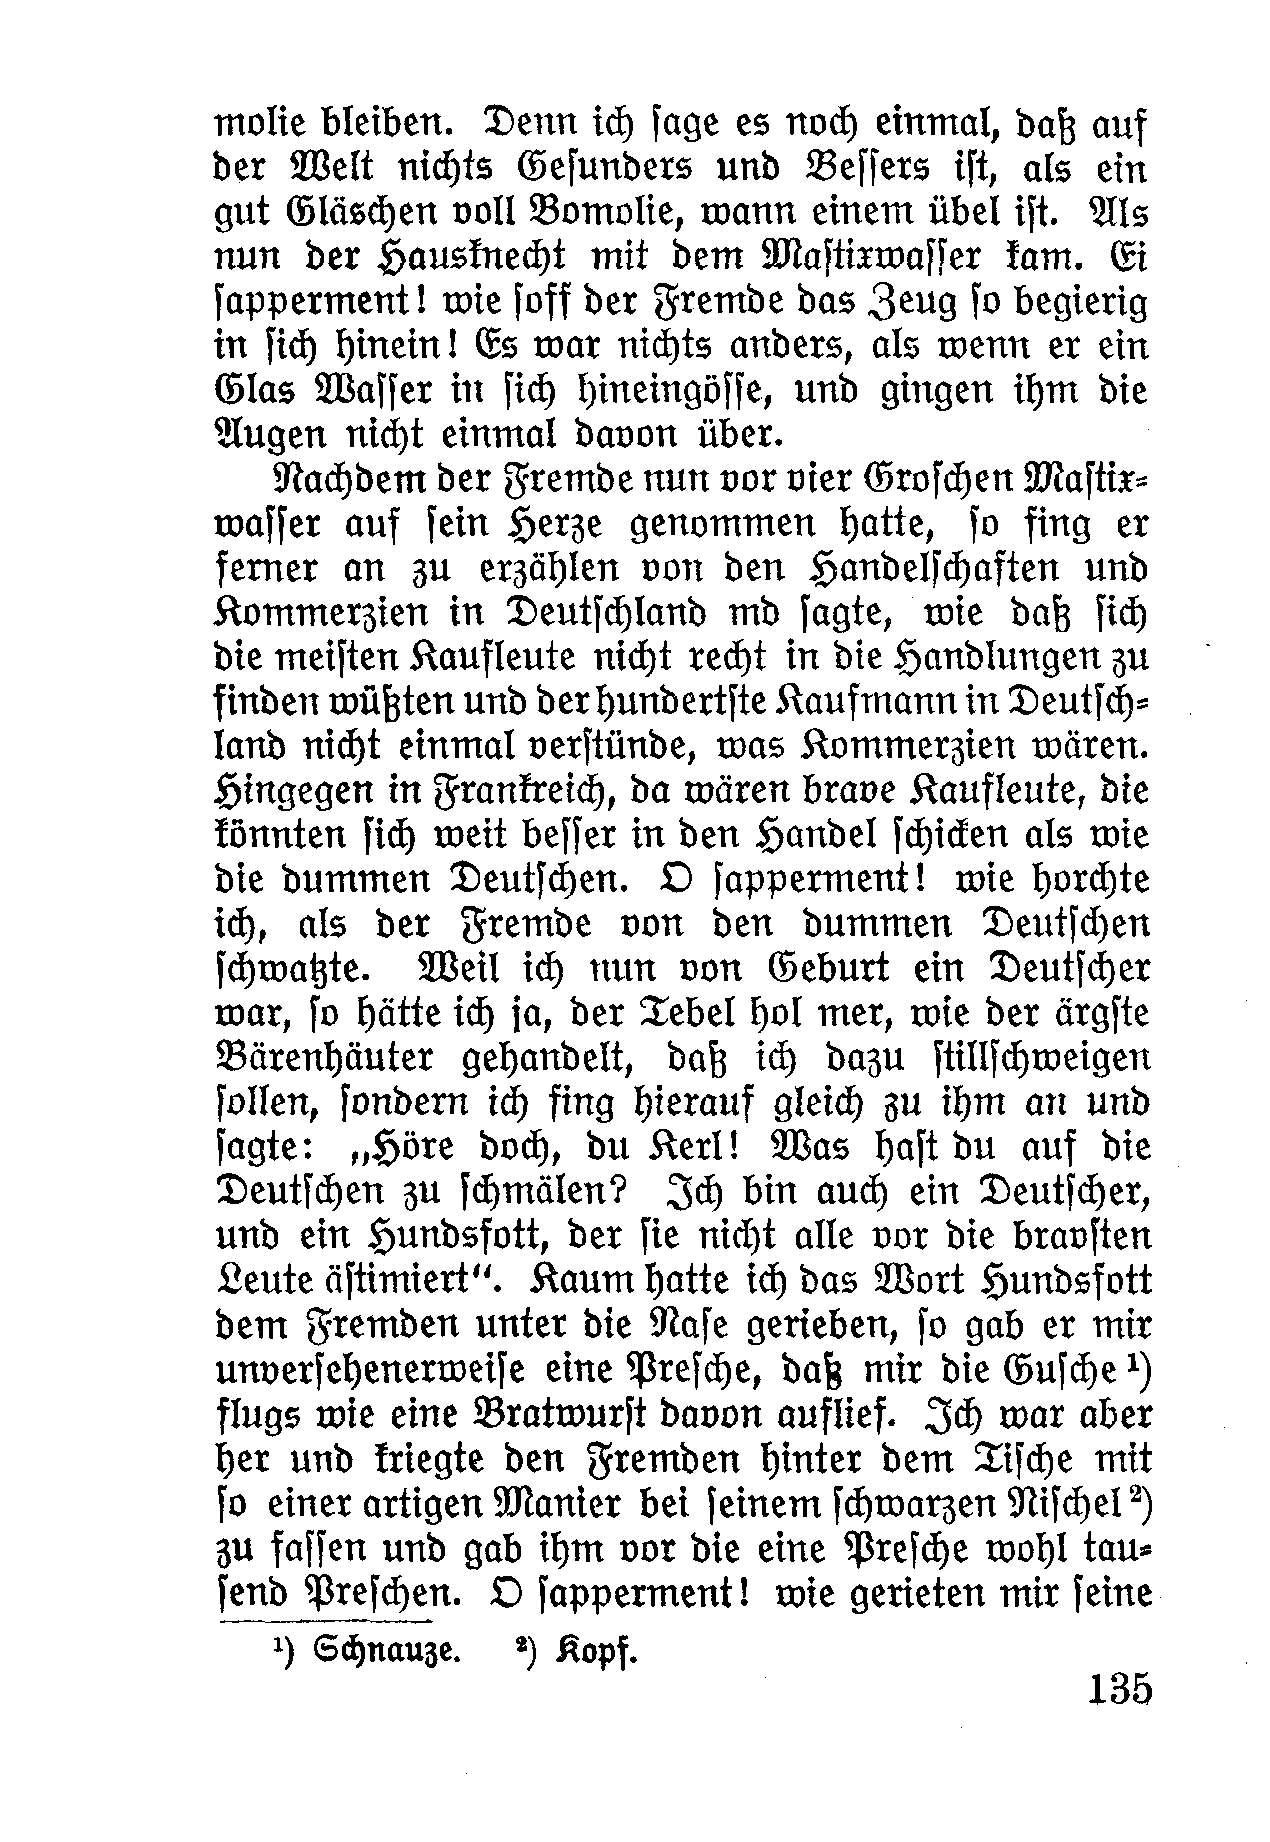 molie bleiben. Denn ich ſage es noch einmal, daß auf
der Welt nichts Geſunders und Beſſers iſt, als ein
gut Gläschen voll Bomolie, wann einem übel iſt. Als
nun der Hausknecht mit dem Maſtixwaſſer kam. Ei
ſapperment! wie ſoff der Fremde das Zeug ſo begierig
in ſich hinein! Es war nichts anders, als wenn er ein
Glas Waſſer in ſich hineingöſſe, und gingen ihm die
Augen nicht einmal davon über.
Nachdem der Fremde nun vor vier Groſchen Maſtix-
waſſer auf ſein Herze genommen hatte, ſo fing er
ferner an zu erzählen von den Handelſchaften und
Kommerzien in Deutſchland md ſagte, wie daß ſich
die meiſten Kaufleute nicht recht in die Handlungen zu
finden wüßten und der hundertſte Kaufmann in Deutſch-
land nicht einmal verſtünde, was Kommerzien wären.
Hingegen in Frankreich, da wären brave Kaufleute, die
könnten ſich weit beſſer in den Handel ſchicken als wie
die dummen Deutſchen. O ſapperment! wie horchte
ich, als der Fremde von den dummen Deutſchen
ſchwatzte. Weil ich nun von Geburt ein Deutſcher
war, ſo hätte ich ja, der Tebel hol mer, wie der ärgſte
Bärenhäuter gehandelt, daß ich dazu ſtillſchweigen
ſollen, ſondern ich fing hierauf gleich zu ihm an und
ſagte: „Höre doch, du Kerl! Was haſt du auf die
Deutſchen zu ſchmälen? Ich bin auch ein Deutſcher,
und ein Hundsfott, der ſie nicht alle vor die bravſten
Leute äſtimiert“. Kaum hatte ich das Wort Hundsfott
dem Fremden unter die Naſe gerieben, ſo gab er mir
unverſehenerweiſe eine Preſche, daß mir die Guſche ¹)
flugs wie eine Bratwurſt davon auflief. Ich war aber
her und kriegte den Fremden hinter dem Tiſche mit
ſo einer artigen Manier bei ſeinem ſchwarzen Niſchel ²)
zu faſſen und gab ihm vor die eine Preſche wohl tau-
ſend Preſchen. O ſapperment! wie gerieten mir ſeine
¹) Schnauze. ²) Kopf.
135